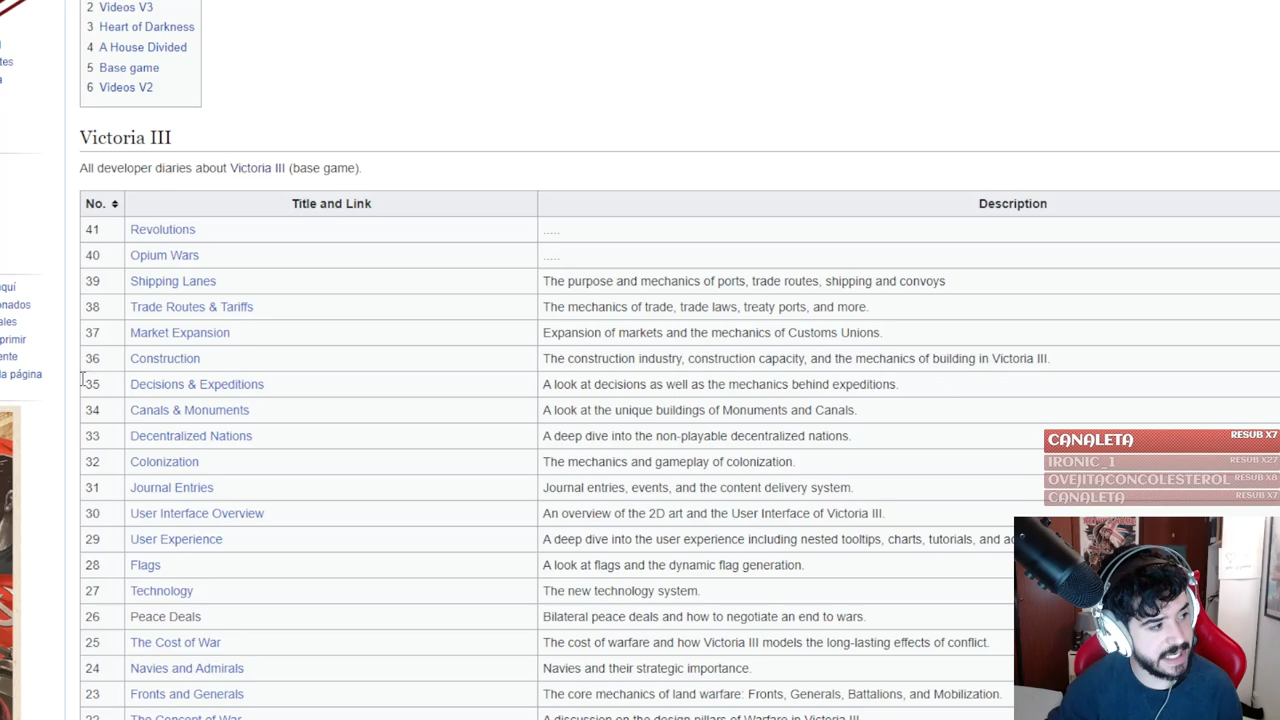 2 Videos V3
3 Heart of Darkness
4 A House Divided
5 Base game
6 Videos V2
tes
a
Victoria III
All developer diaries about Victoria III (base game).
No. Title and Link Description
41 Revolutions .....
40 Opium Wars .....
39 Shipping Lanes The purpose and mechanics of ports, trade routes, shipping and convoys
38 Trade Routes & Tariffs The mechanics of trade, trade laws, treaty ports, and more.
37 Market Expansion Expansion of markets and the mechanics of Customs Unions.
36 Construction The construction industry, construction capacity, and the mechanics of building in Victoria III.
35 Decisions & Expeditions A look at decisions as well as the mechanics behind expeditions.
34 Canals & Monuments A look at the unique buildings of Monuments and Canals.
33 Decentralized Nations A deep dive into the non-playable decentralized nations.
32 Colonization The mechanics and gameplay of colonization.
31 Journal Entries Journal entries, events, and the content delivery system.
30 User Interface Overview An overview of the 2D art and the User Interface of Victoria III.
29 User Experience A deep dive into the user experience including nested tooltips, charts, tutorials, and ac
28 Flags A look at flags and the dynamic flag generation.
27 Technology The new technology system.
26 Peace Deals Bilateral peace deals and how to negotiate an end to wars.
25 The Cost of War The cost of warfare and how Victoria III models the long-lasting effects of conflict.
24 Navies and Admirals Navies and their strategic importance.
23 Fronts and Generals The core mechanics of land warfare: Fronts, Generals, Battalions, and Mobilization.
22 The Concept of War A discussion on the design pillars of Warfare in Victoria III
quí
onados
ales
primir
ente
la página
CANALETA RESUB X7
IRONIC_1 RESUB X27
OVEJITACONCOLESTEROL RESUB X8
CANALETA RESUB X7